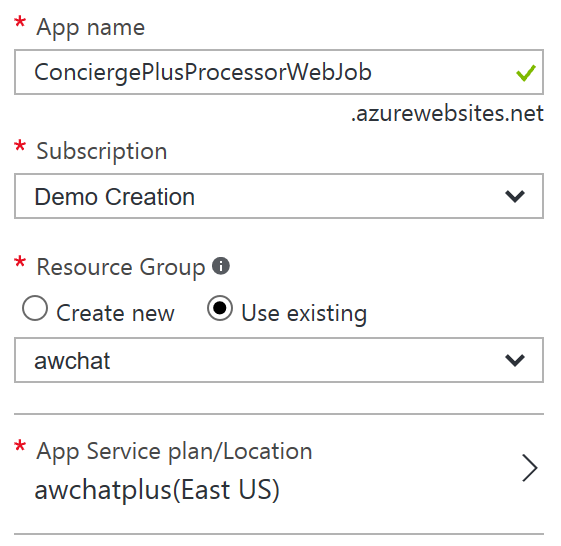 * App name
ConciergePlusProcessorWebJob
.azurewebsites.net
* Subscription
Demo Creation
* Resource Group
Create new Use existing
awchat
* App Service plan/Location
awchatplus(East US)